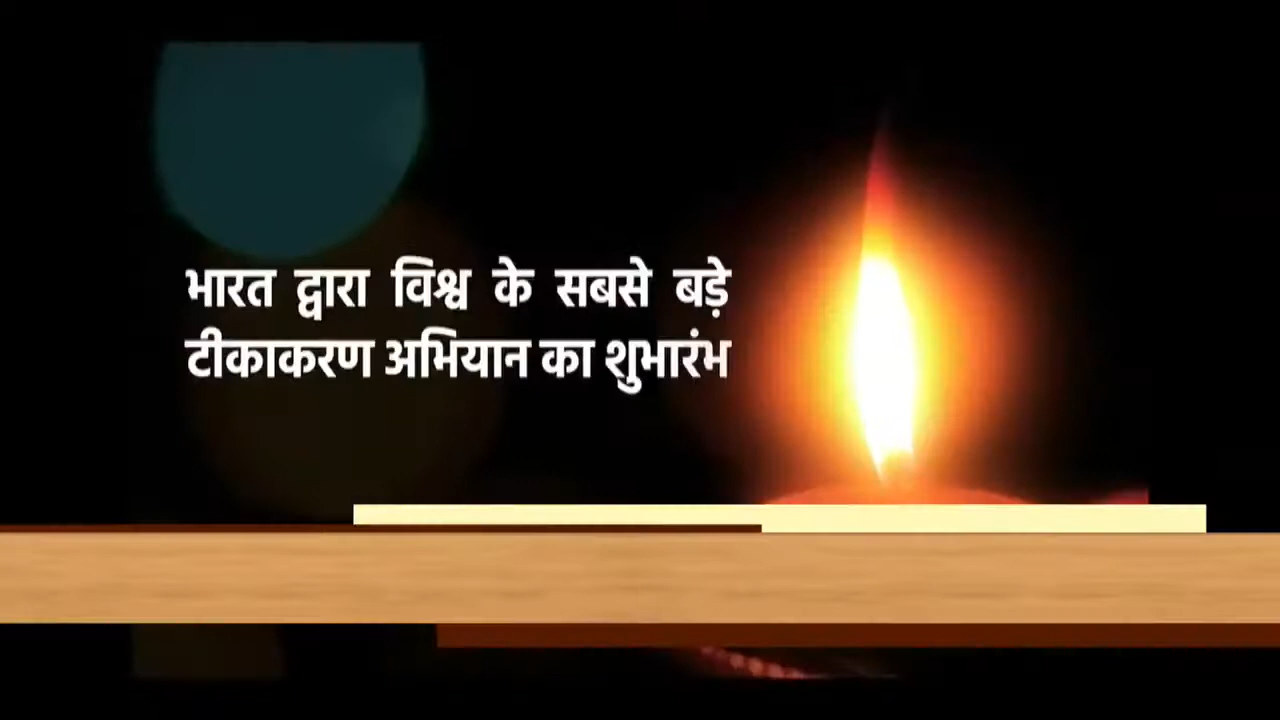 भारत द्वारा विश्व के सबसे बड़े
टीकाकरण अभियान का शुभारंभ